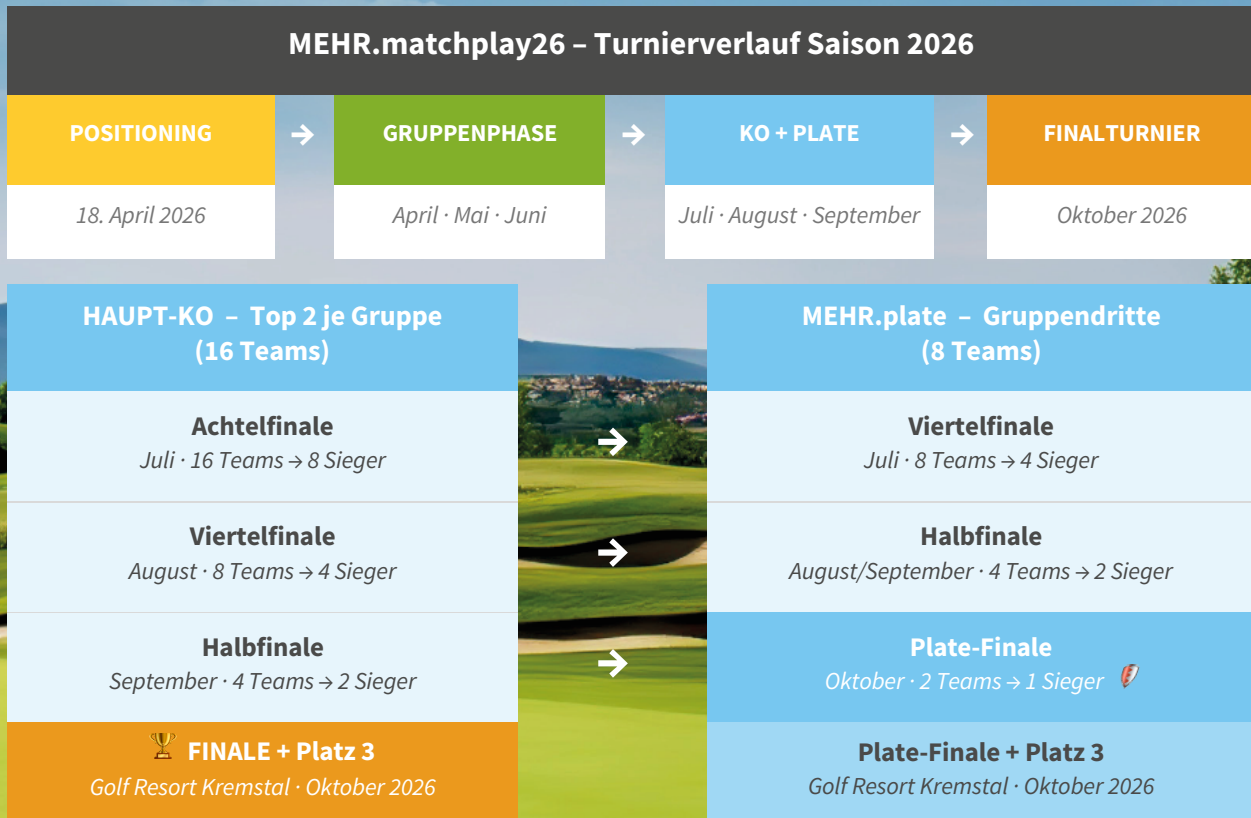 MEHR.matchplay26 – Turnierverlauf Saison 2026
POSITIONING → GRUPPENPHASE → KO + PLATE → FINALTURNIER
18. April 2026
April · Mai · Juni
Juli · August · September
Oktober 2026
HAUPT-KO – Top 2 je Gruppe
(16 Teams)
Achtelfinale
Juli · 16 Teams → 8 Sieger
Viertelfinale
August · 8 Teams → 4 Sieger
Halbfinale
September · 4 Teams → 2 Sieger
🏆 FINALE + Platz 3
Golf Resort Kremstal · Oktober 2026
→
→
→
MEHR.plate – Gruppendritte
(8 Teams)
Viertelfinale
Juli · 8 Teams → 4 Sieger
Halbfinale
August/September · 4 Teams → 2 Sieger
Plate-Finale
Oktober · 2 Teams → 1 Sieger
Plate-Finale + Platz 3
Golf Resort Kremstal · Oktober 2026